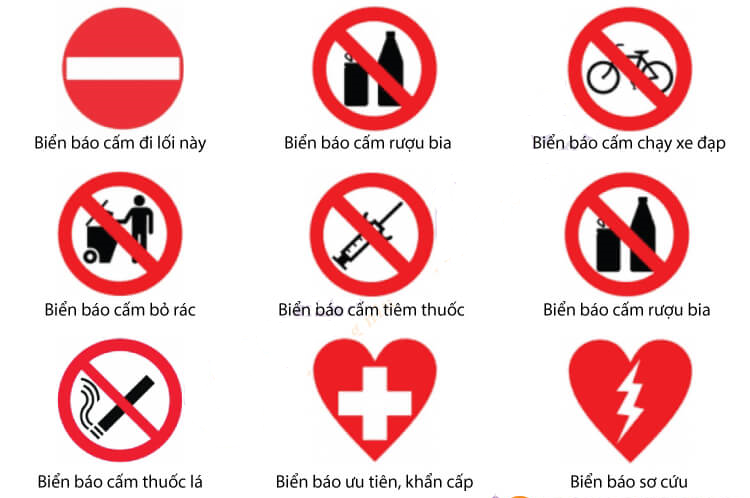 Biển báo cấm đi lối này
Biển báo cấm rượu bia
Biển báo cấm chạy xe đạp
Biển báo cấm bỏ rác
Biển báo cấm tiêm thuốc
Biển báo cấm rượu bia
Biển báo cấm thuốc lá
Biển báo ưu tiên, khẩn cấp
Biển báo sơ cứu